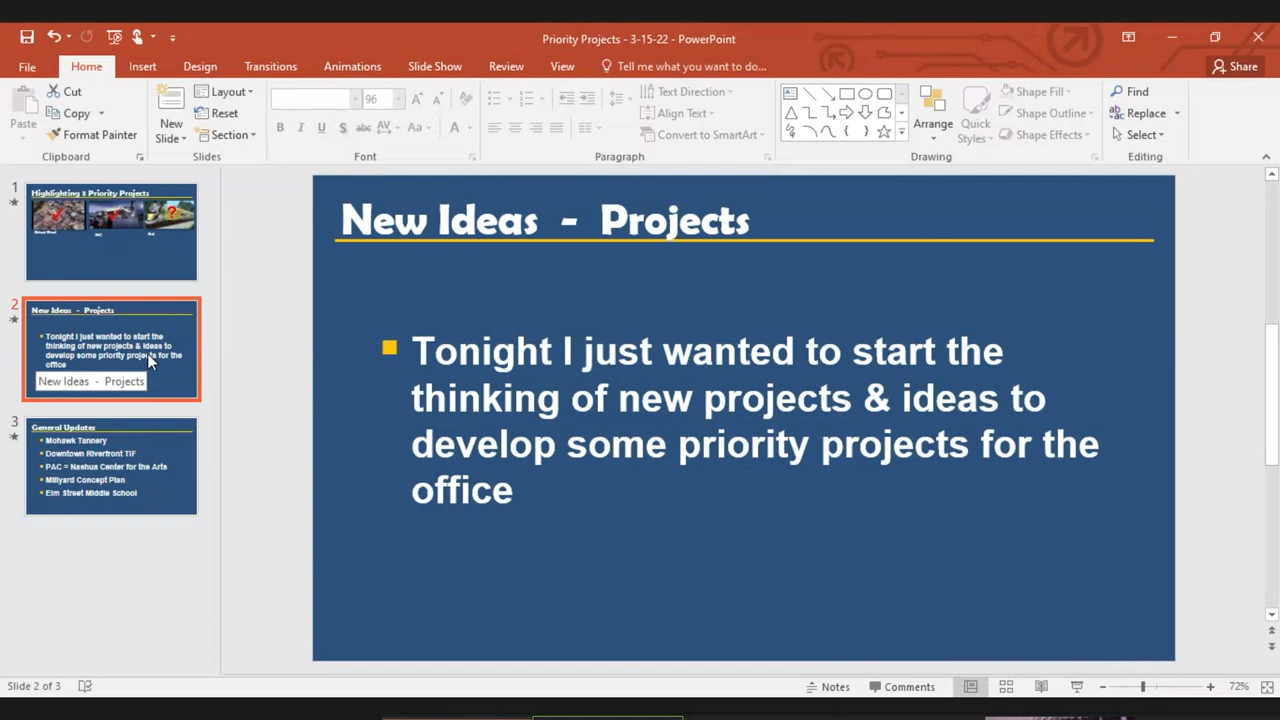 Priority Projects - 3-15-22 - PowerPoint
File Home Insert Design Transitions Animations Slide Show Review View Tell me what you want to do... Share
Cut
Copy
Format Painter
Paste
Clipboard
New
Slide
Layout
Reset
Section
Slides
96
B I U S abc AV Aa A
Font
Text Direction
Align Text
Convert to SmartArt
Paragraph
Arrange
Quick
Styles
Shape Fill
Shape Outline
Shape Effects
Drawing
Find
Replace
Select
Editing
1
Highlighting 3 Priority Projects
2
New Ideas - Projects
Tonight I just wanted to start the
thinking of new projects & ideas to
develop some priority projects for the
office
New Ideas - Projects
3
General Updates
Mohawk Tannery
Downtown Riverfront TIF
PAC = Nashua Center for the Arts
Millyard Concept Plan
Elm Street Middle School
New Ideas - Projects
Tonight I just wanted to start the
thinking of new projects & ideas to
develop some priority projects for the
office
Slide 2 of 3
Notes Comments 72%